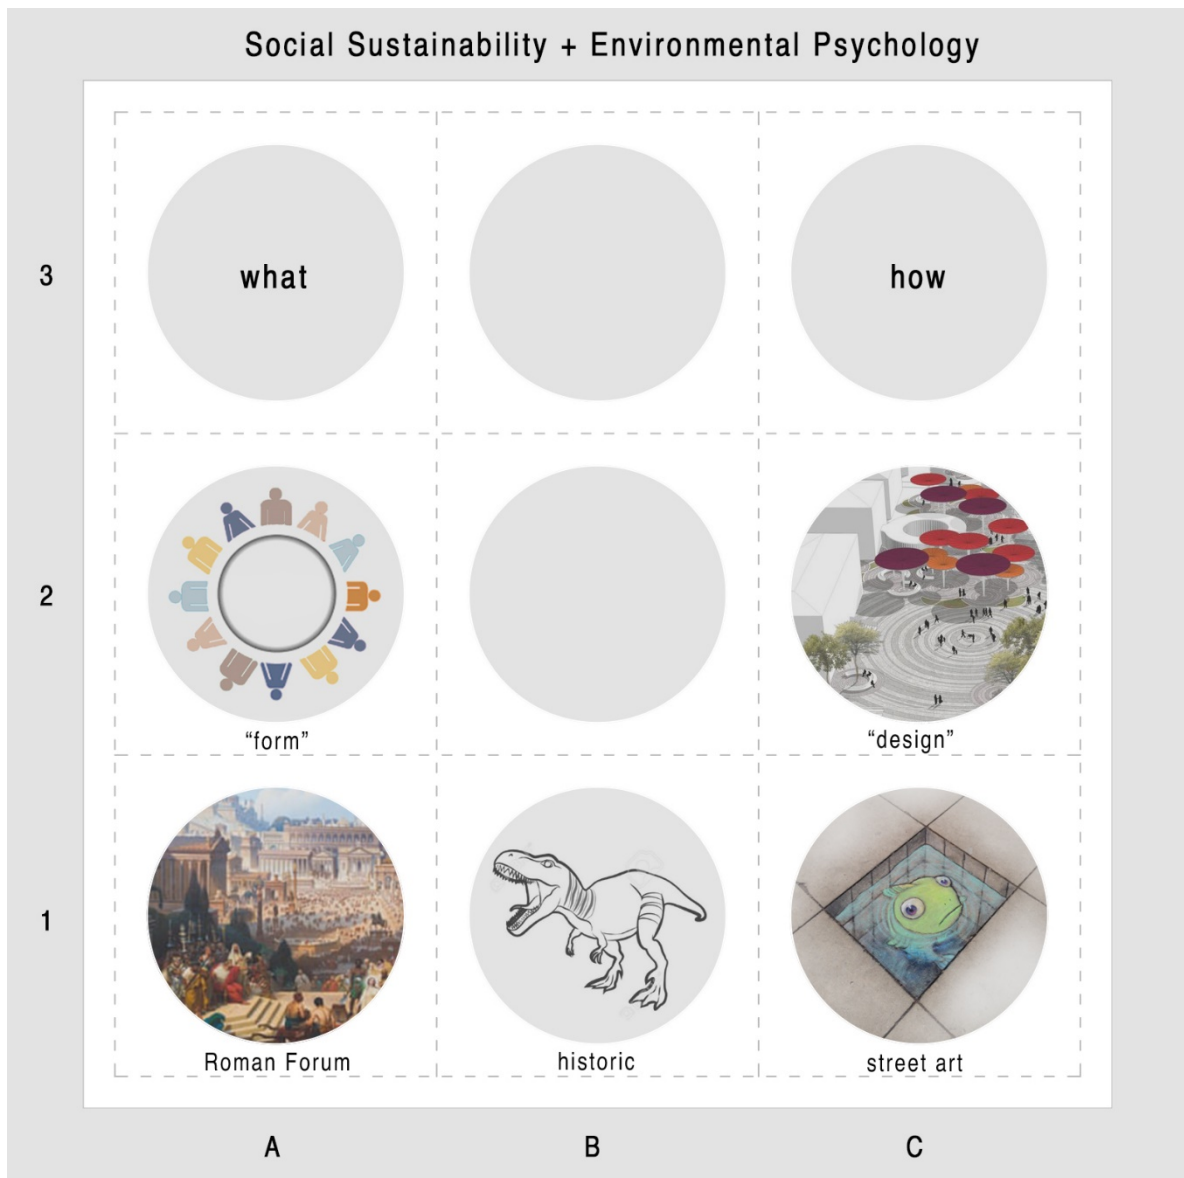 Social Sustainability + Environmental Psychology
3
what
how
2
“form”
“design”
1
Roman Forum
historic
street art
A
B
C